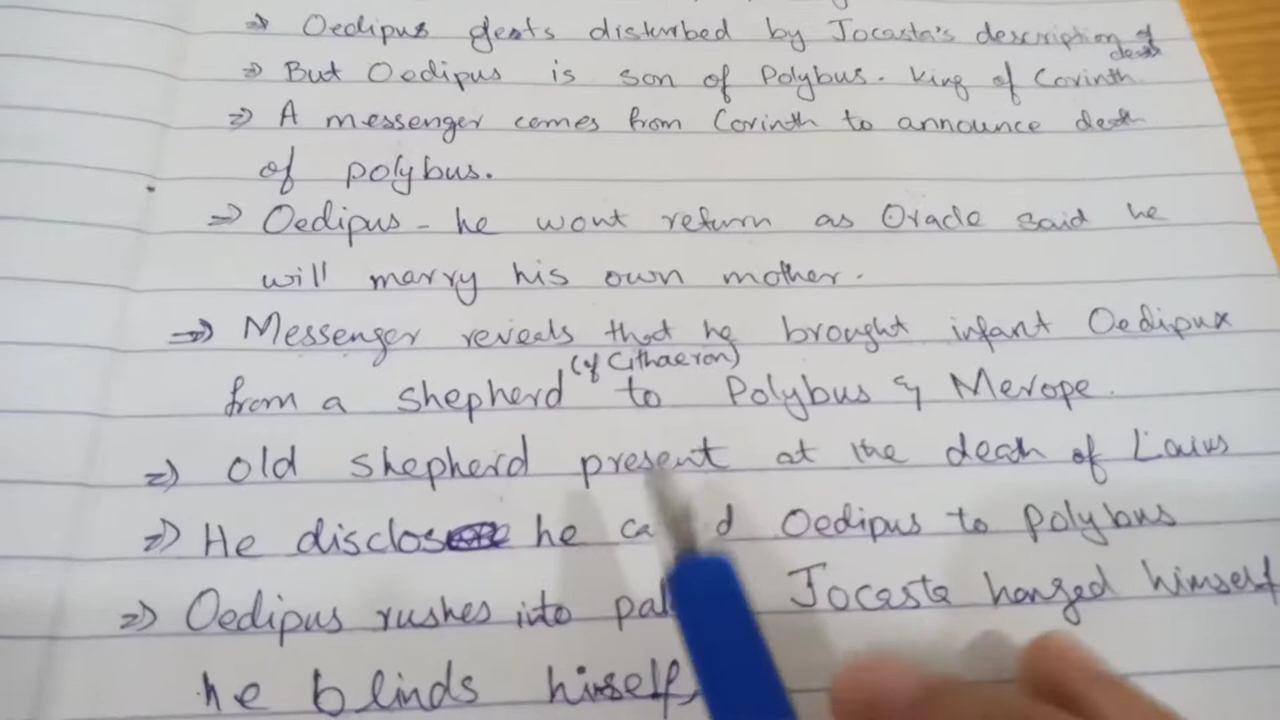 ⇒ Oedipus gests disturbed by Jocasta's description of death
⇒ But Oedipus is son of Polybus. King of Corinth
⇒ A messenger comes from Corinth to announce death
of polybus.
⇒ Oedipus - he wont return as Oracle said he
will marry his own mother.
⇒ Messenger reveals that he brought infant Oedipux
(of Cithaeron)
from a shepherd to Polybus & Merope.
⇒ old shepherd present at the death of Laius
⇒ He disclose he d Oedipus to polybus
⇒ Oedipus rushes into Jocasta hanged himself
he blinds himself,